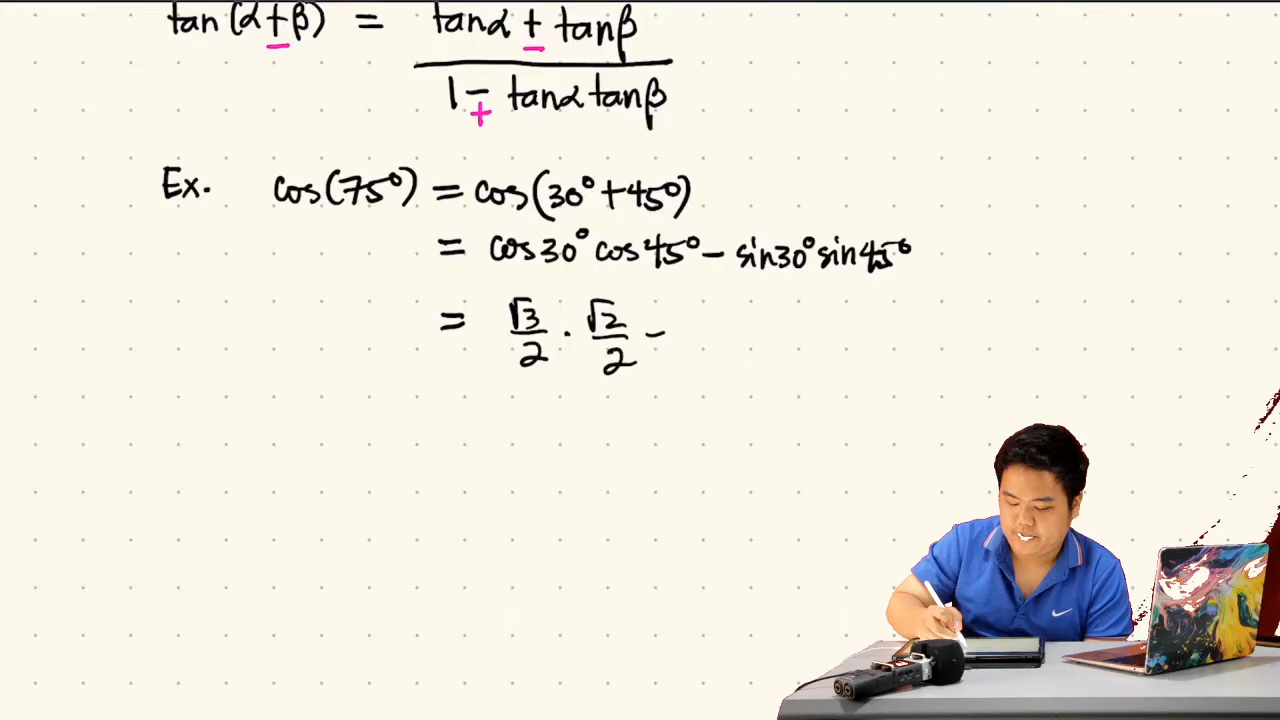 tan(α+β) = tanα + tanβ
− −
1 − tanα tanβ
+
Ex. cos(75°) = cos(30°+45°)
= cos30° cos45° − sin30° sin45°
= √3/2 · √2/2 −